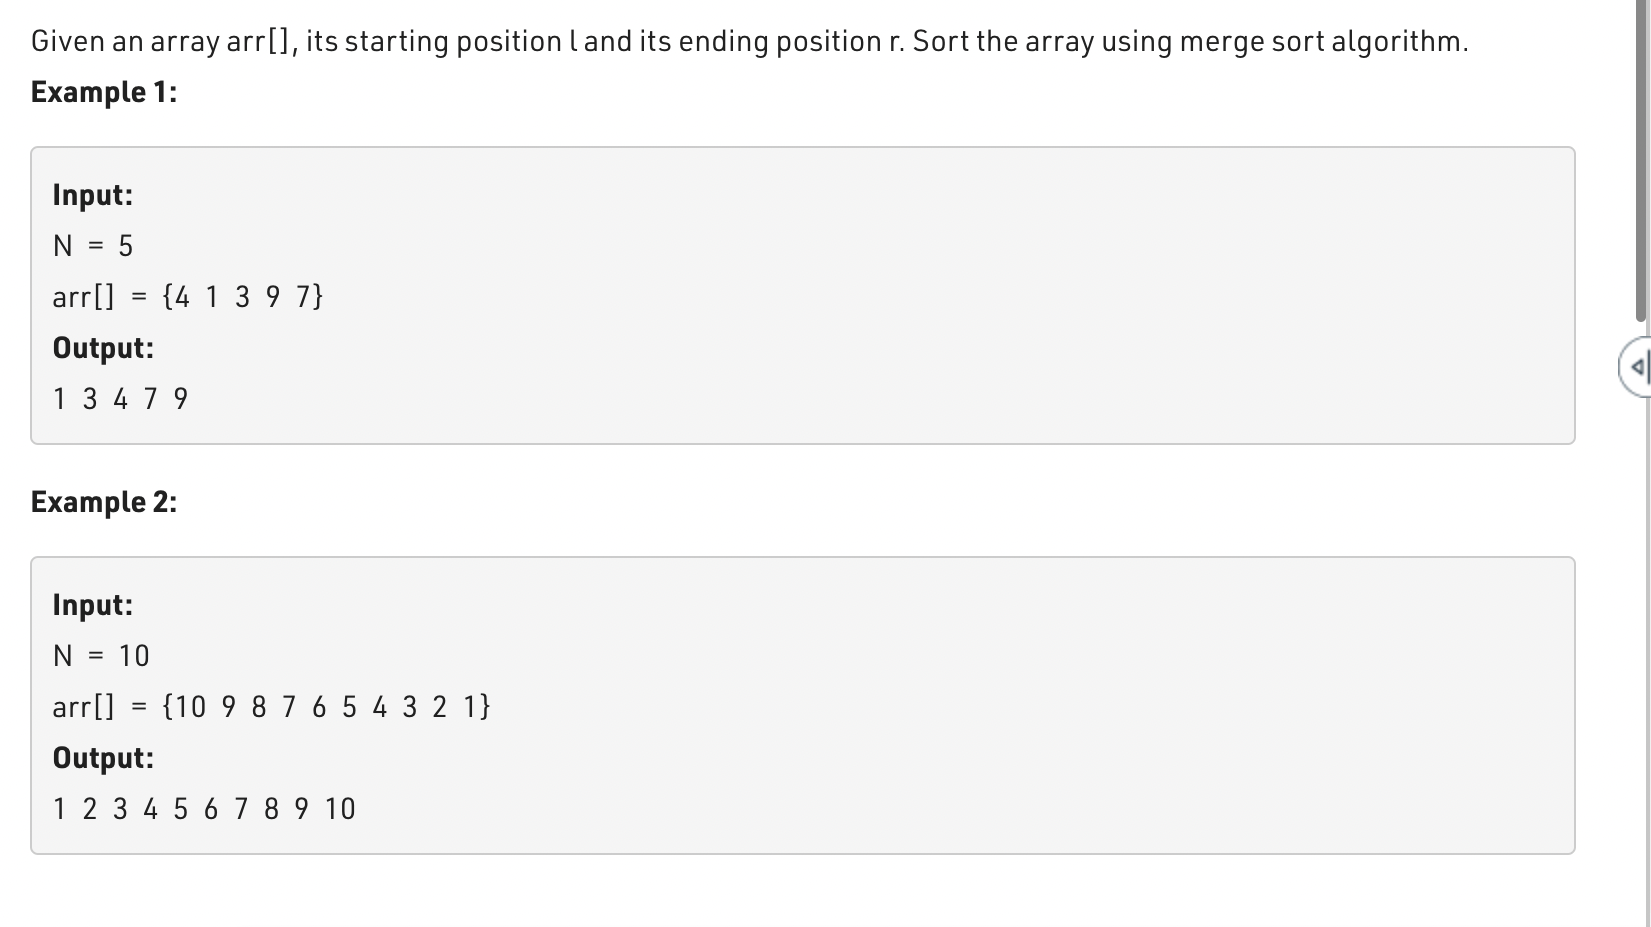 Given an array arr[], its starting position l and its ending position r. Sort the array using merge sort algorithm.
Example 1:
Input:
N = 5
arr[] = {4 1 3 9 7}
Output:
1 3 4 7 9
Example 2:
Input:
N = 10
arr[] = {10 9 8 7 6 5 4 3 2 1}
Output:
1 2 3 4 5 6 7 8 9 10